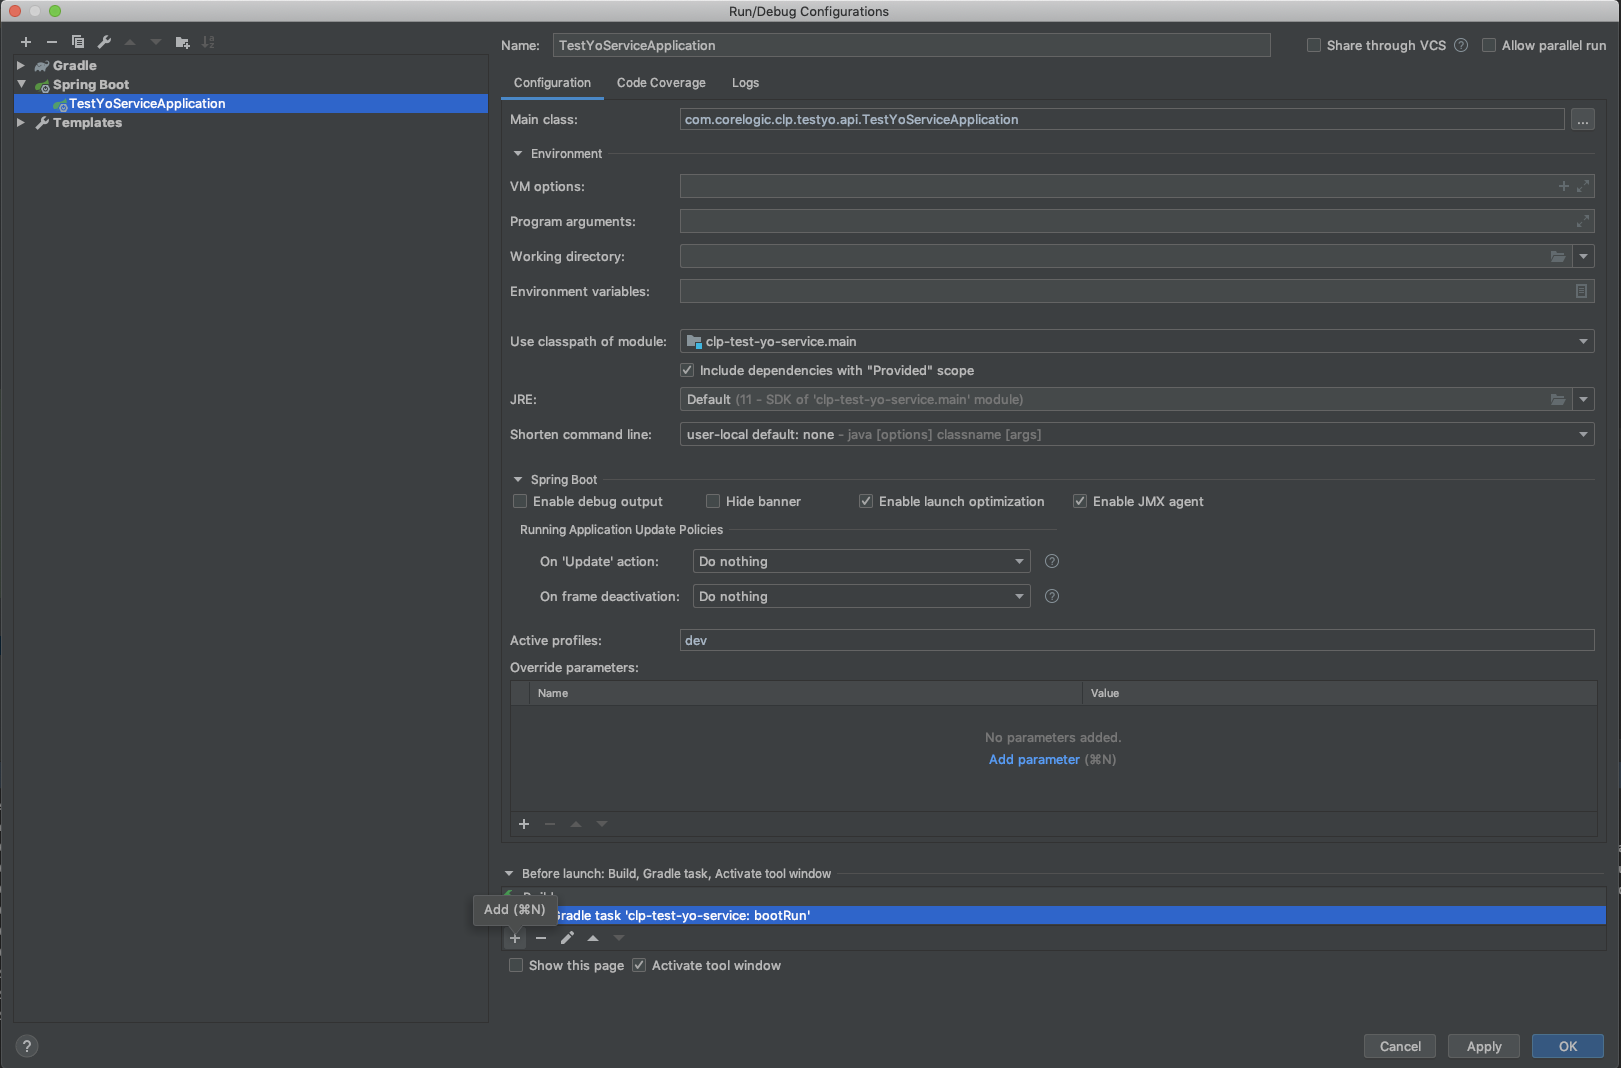 Run/Debug Configurations
Gradle
Spring Boot
TestYoServiceApplication
Templates
Name: TestYoServiceApplication
Share through VCS ? Allow parallel run
Configuration Code Coverage Logs
Main class: com.corelogic.clp.testyo.api.TestYoServiceApplication ...
Environment
VM options:
Program arguments:
Working directory:
Environment variables:
Use classpath of module: clp-test-yo-service.main
Include dependencies with "Provided" scope
JRE: Default (11 - SDK of 'clp-test-yo-service.main' module)
Shorten command line: user-local default: none - java [options] classname [args]
Spring Boot
Enable debug output Hide banner Enable launch optimization Enable JMX agent
Running Application Update Policies
On 'Update' action: Do nothing ?
On frame deactivation: Do nothing ?
Active profiles: dev
Override parameters:
Name Value
No parameters added.
Add parameter (⌘N)
Before launch: Build, Gradle task, Activate tool window
Build
Add (⌘N)
Gradle task 'clp-test-yo-service: bootRun'
Show this page Activate tool window
? Cancel Apply OK